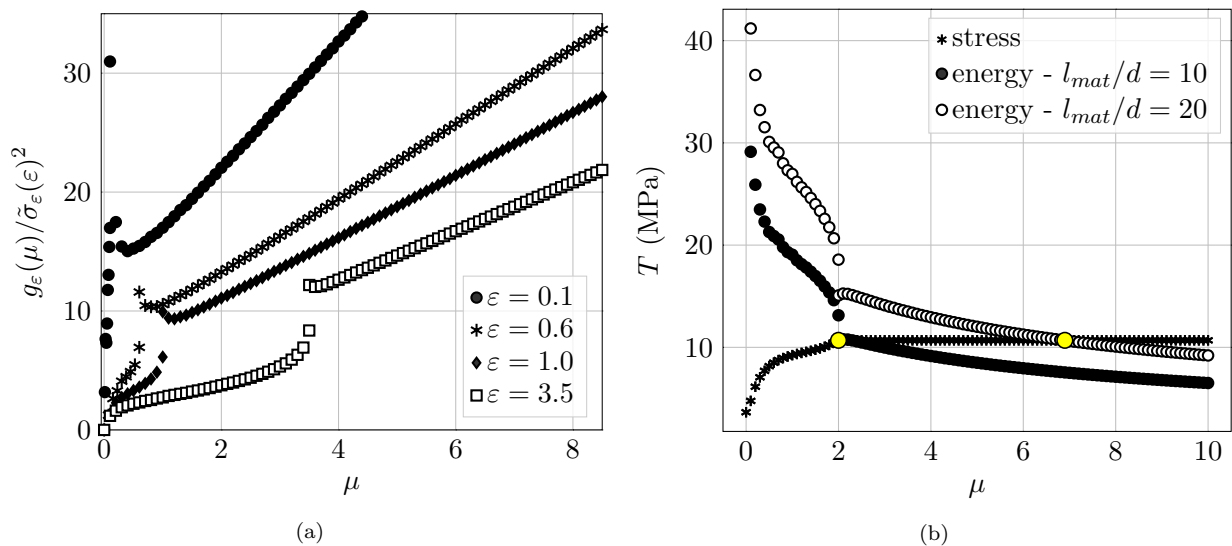 30
20
10
0
0 2 4 6 8
g_ε(μ)/σ̃_ε(ε)²
μ
ε = 0.1
ε = 0.6
ε = 1.0
ε = 3.5
(a)
40
30
20
10
0 2 4 6 8 10
T (MPa)
μ
stress
energy - l_mat/d = 10
energy - l_mat/d = 20
(b)